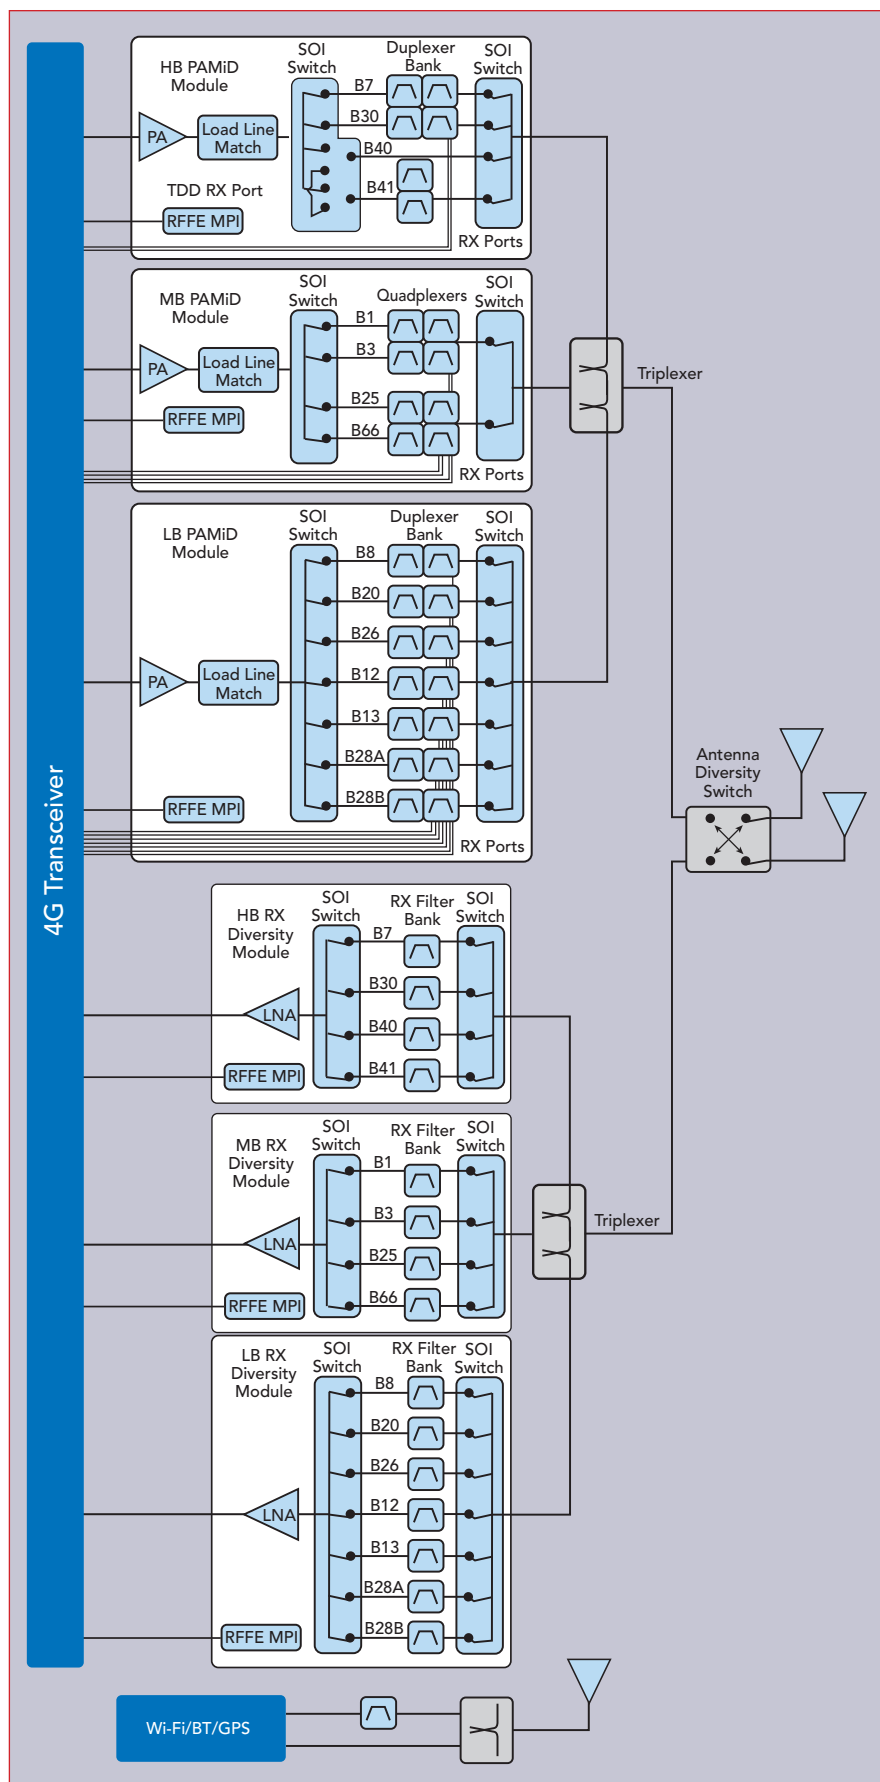 4G Transceiver
HB PAMiD
Module
SOI
Switch
Duplexer
Bank
SOI
Switch
B7
B30
B40
B41
PA
Load Line
Match
TDD RX Port
RFFE MPI
RX Ports
MB PAMiD
Module
SOI
Switch
Quadplexers
SOI
Switch
B1
B3
B25
B66
PA
Load Line
Match
RFFE MPI
RX Ports
Triplexer
LB PAMiD
Module
SOI
Switch
Duplexer
Bank
SOI
Switch
B8
B20
B26
B12
B13
B28A
B28B
PA
Load Line
Match
RFFE MPI
RX Ports
Antenna
Diversity
Switch
HB RX
Diversity
Module
SOI
Switch
RX Filter
Bank
SOI
Switch
B7
B30
B40
B41
LNA
RFFE MPI
MB RX
Diversity
Module
SOI
Switch
RX Filter
Bank
SOI
Switch
B1
B3
B25
B66
LNA
RFFE MPI
Triplexer
LB RX
Diversity
Module
SOI
Switch
RX Filter
Bank
SOI
Switch
B8
B20
B26
B12
B13
B28A
B28B
LNA
RFFE MPI
Wi-Fi/BT/GPS